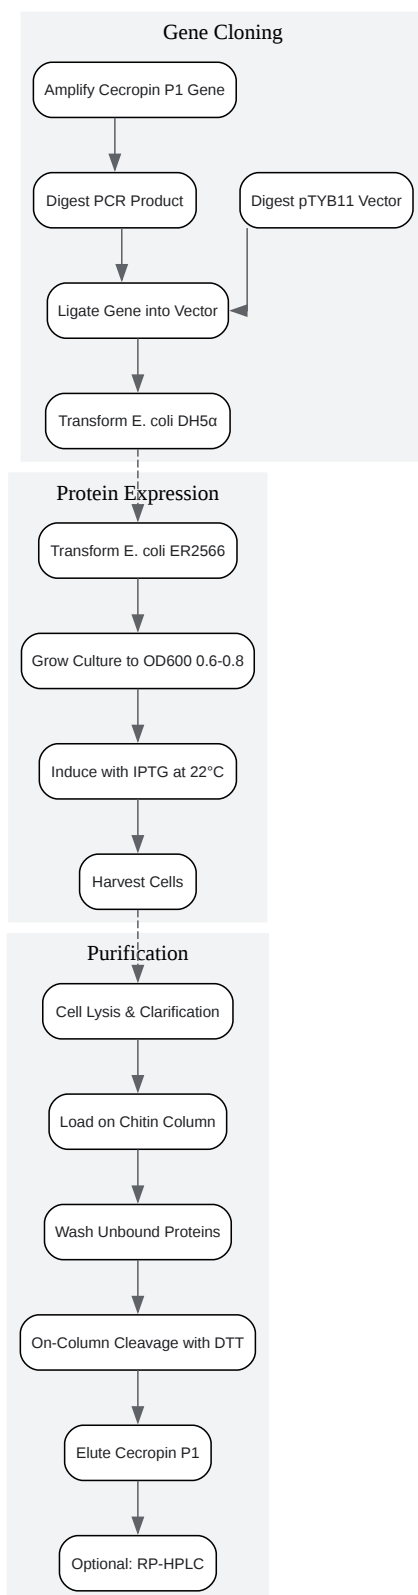 Gene Cloning
Amplify Cecropin P1 Gene
Digest PCR Product
Digest pTYB11 Vector
Ligate Gene into Vector
Transform E. coli DH5α
Protein Expression
Transform E. coli ER2566
Grow Culture to OD600 0.6-0.8
Induce with IPTG at 22°C
Harvest Cells
Purification
Cell Lysis & Clarification
Load on Chitin Column
Wash Unbound Proteins
On-Column Cleavage with DTT
Elute Cecropin P1
Optional: RP-HPLC